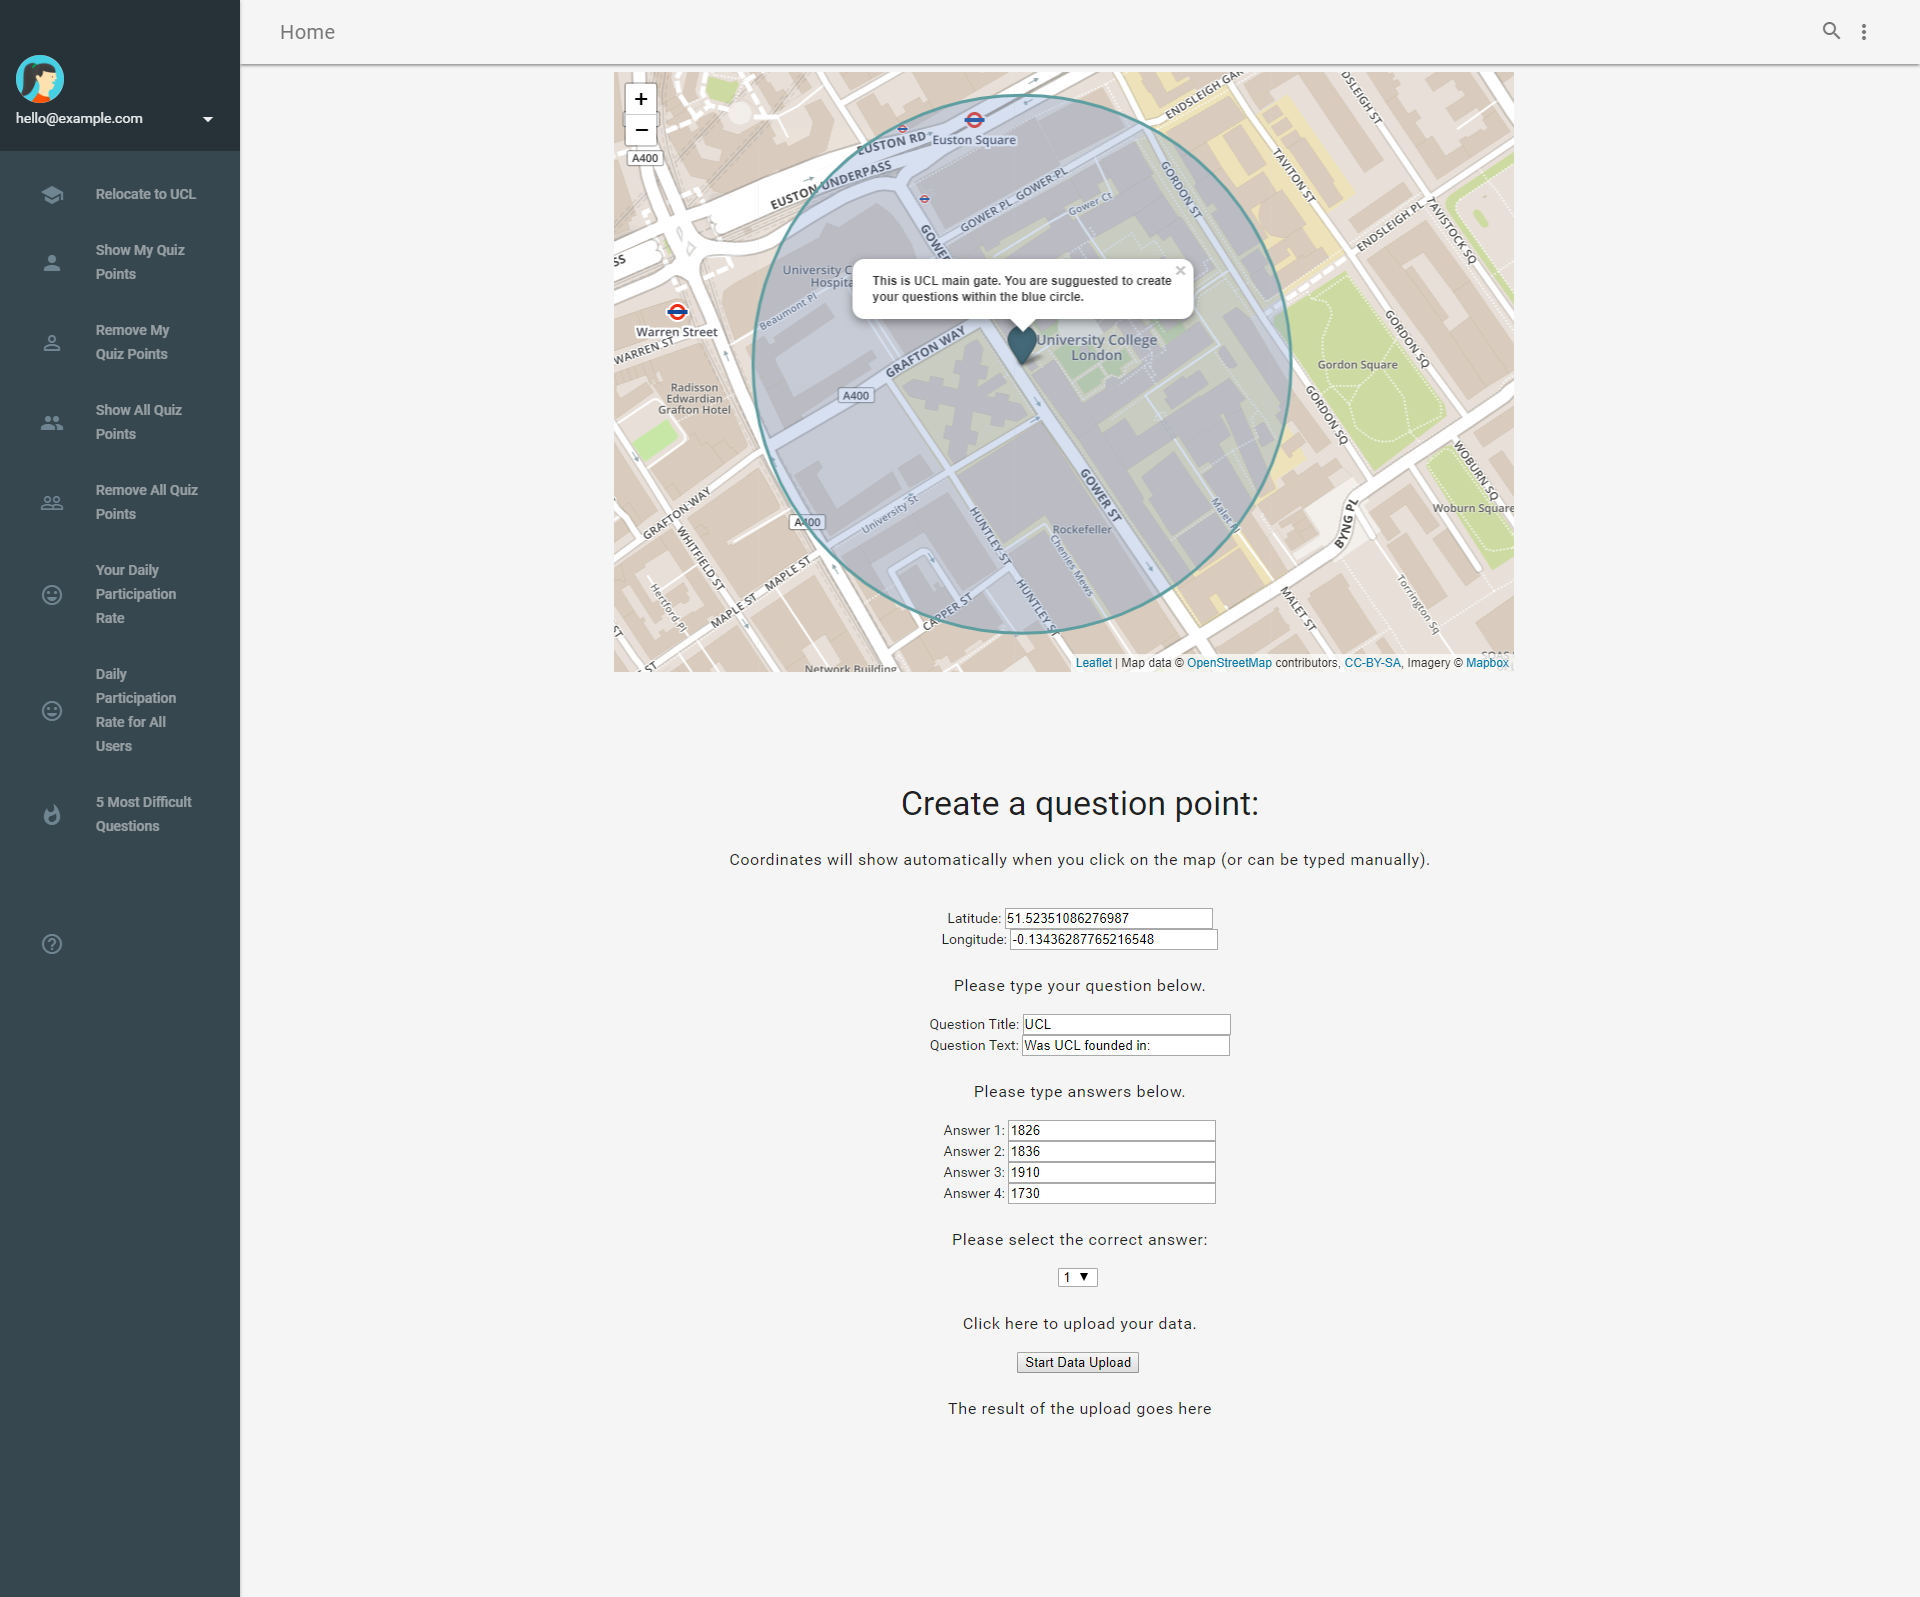 Home
hello@example.com
Relocate to UCL
Show My Quiz
Points
Remove My
Quiz Points
Show All Quiz
Points
Remove All Quiz
Points
Your Daily
Participation
Rate
Daily
Participation
Rate for All
Users
5 Most Difficult
Questions
+
−
A400
EUSTON RD
Euston Square
EUSTON UNDERPASS
ENDSLEIGH GAR
DSLEIGH ST
TAVITON ST
GORDON ST
GOWER PL
GOWER PL
Gower Ct
ENDSLEIGH PL
TAVISTOCK SQ
GOWE
University C
Hospita
Beaumont Pl
This is UCL main gate. You are sugguested to create
your questions within the blue circle.
×
SS
Warren Street
WARREN ST
GRAFTON WAY
University College
London
GORDON SQ
Gordon Square
Radisson
Edwardian
Grafton Hotel
A400
GORDON SQ
WOBURN SQ
Woburn Square
GOWER ST
A400
GRAFTON WAY
University St
HUNTLEY ST
Rockefeller
Chenies Mews
BYNG PL
WHITFIELD ST
MAPLE ST
MAPLE ST
Hertford Pl
CAPPER ST
HUNTLEY ST
MALET ST
Torrington Sq
ST
Network Building
Leaflet | Map data © OpenStreetMap contributors, CC-BY-SA, Imagery © Mapbox
Create a question point:
Coordinates will show automatically when you click on the map (or can be typed manually).
Latitude: 51.52351086276987
Longitude: -0.13436287765216548
Please type your question below.
Question Title: UCL
Question Text: Was UCL founded in:
Please type answers below.
Answer 1: 1826
Answer 2: 1836
Answer 3: 1910
Answer 4: 1730
Please select the correct answer:
1
Click here to upload your data.
Start Data Upload
The result of the upload goes here